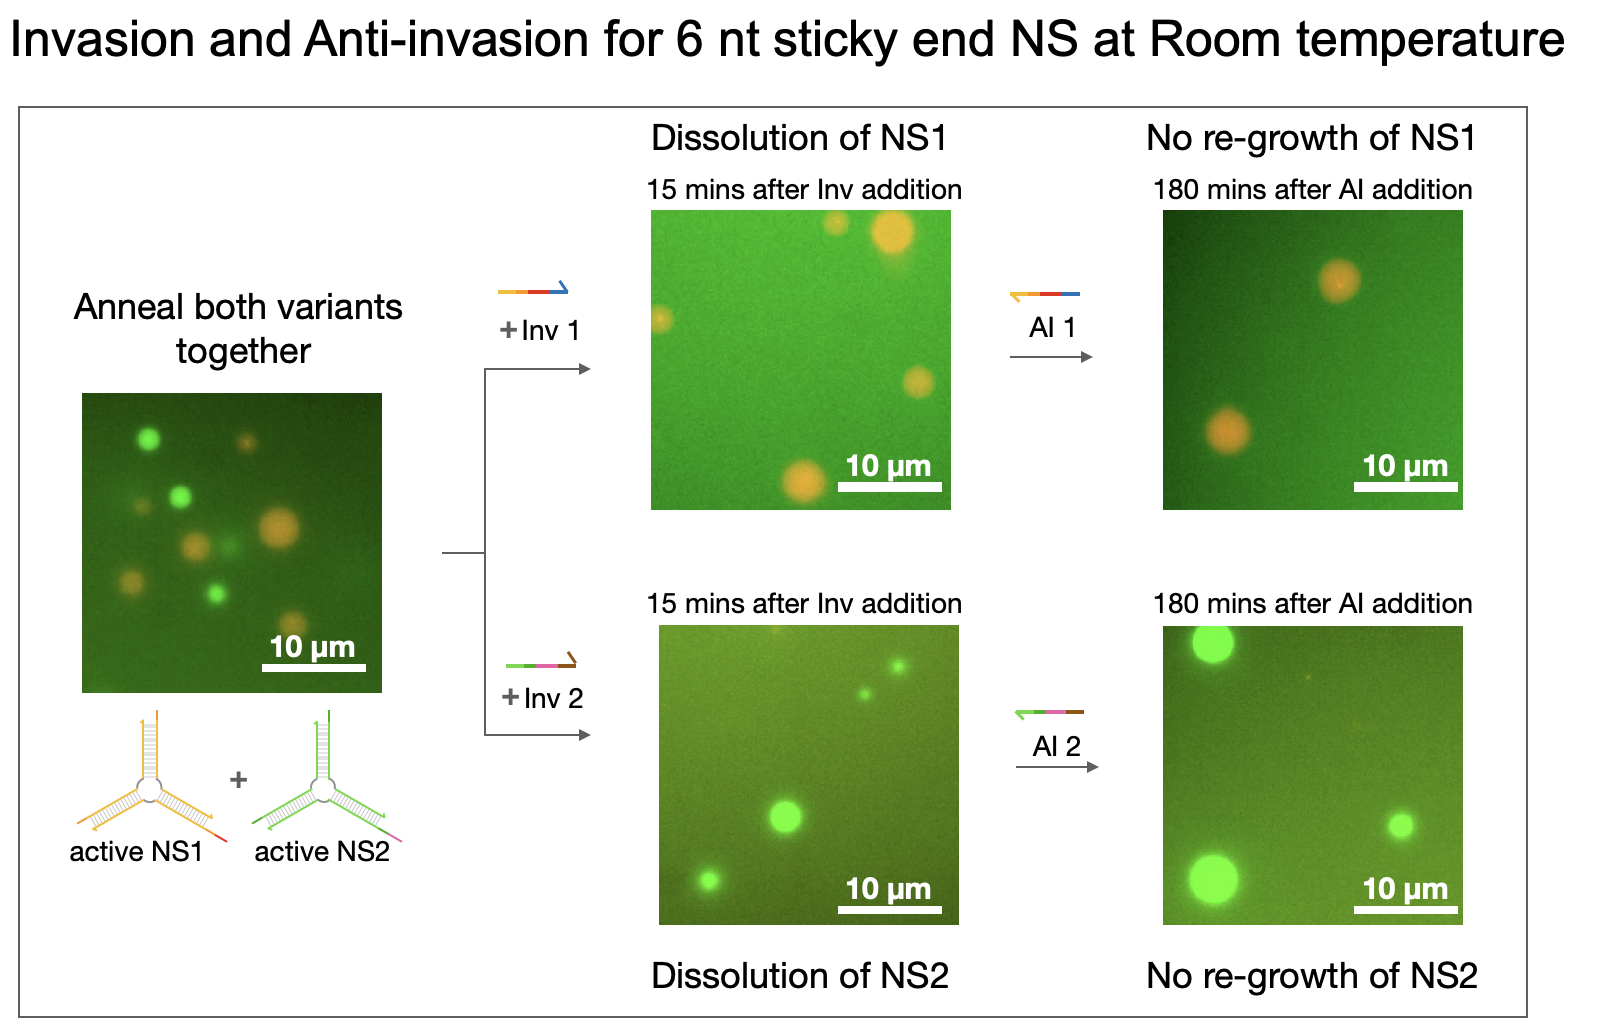 Invasion and Anti-invasion for 6 nt sticky end NS at Room temperature
Dissolution of NS1
No re-growth of NS1
15 mins after Inv addition
180 mins after AI addition
Anneal both variants
together
+ Inv 1
AI 1
10 µm
10 µm
10 µm
15 mins after Inv addition
180 mins after AI addition
+ Inv 2
AI 2
+
active NS1
active NS2
10 µm
10 µm
Dissolution of NS2
No re-growth of NS2